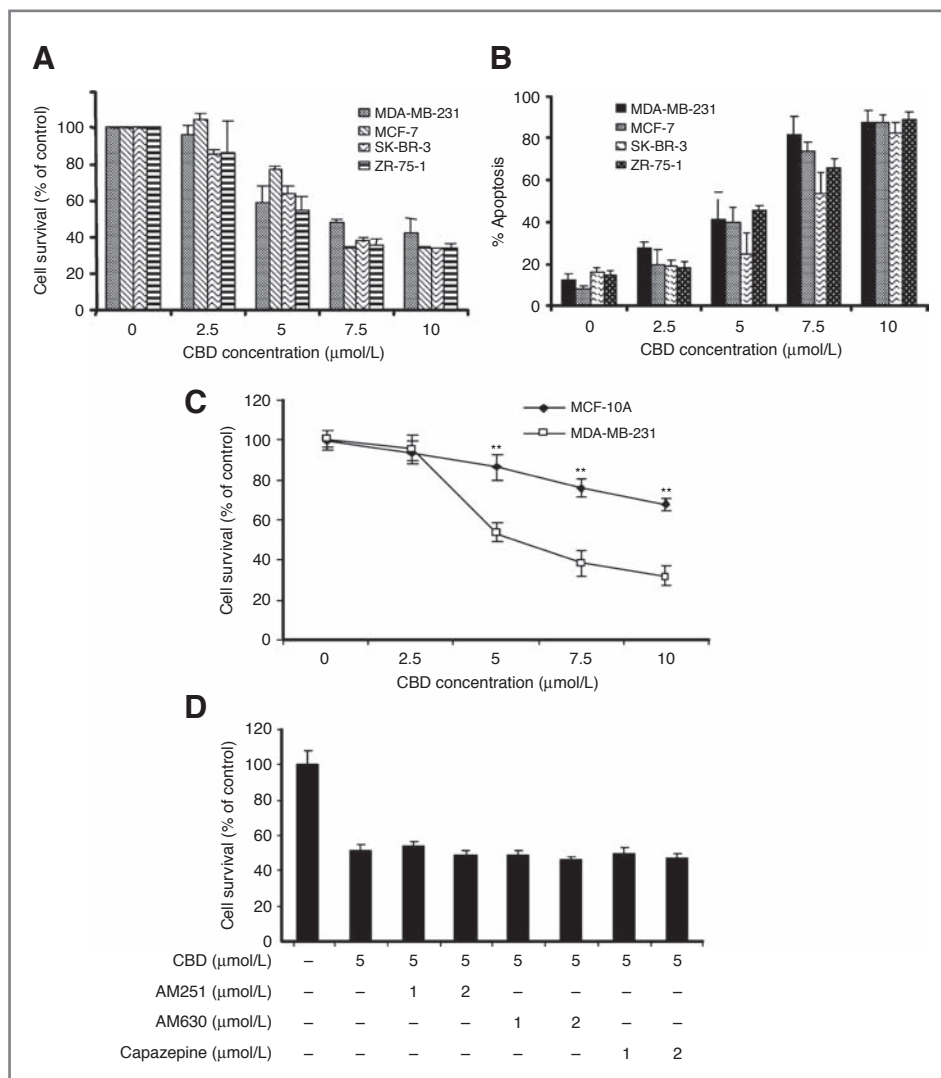 A
Cell survival (% of control)
100
80
60
40
20
0
MDA-MB-231
MCF-7
SK-BR-3
ZR-75-1
0 2.5 5 7.5 10
CBD concentration (μmol/L)
B
% Apoptosis
100
80
60
40
20
0
MDA-MB-231
MCF-7
SK-BR-3
ZR-75-1
0 2.5 5 7.5 10
CBD concentration (μmol/L)
C
Cell survival (% of control)
120
100
80
60
40
20
0
MCF-10A
MDA-MB-231
** ** **
0 2.5 5 7.5 10
CBD concentration (μmol/L)
D
Cell survival (% of control)
120
100
80
60
40
20
0
CBD (μmol/L) – 5 5 5 5 5 5 5
AM251 (μmol/L) – – 1 2 – – – –
AM630 (μmol/L) – – – – 1 2 – –
Capazepine (μmol/L) – – – – – – 1 2